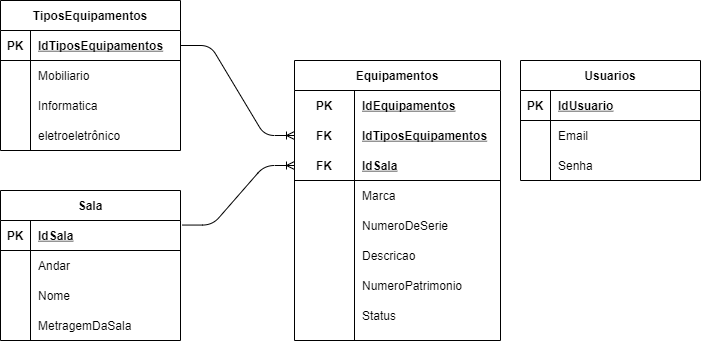 TiposEquipamentos
PK IdTiposEquipamentos
Mobiliario
Informatica
eletroeletrônico
Sala
PK IdSala
Andar
Nome
MetragemDaSala
Equipamentos
PK IdEquipamentos
FK IdTiposEquipamentos
FK IdSala
Marca
NumeroDeSerie
Descricao
NumeroPatrimonio
Status
Usuarios
PK IdUsuario
Email
Senha